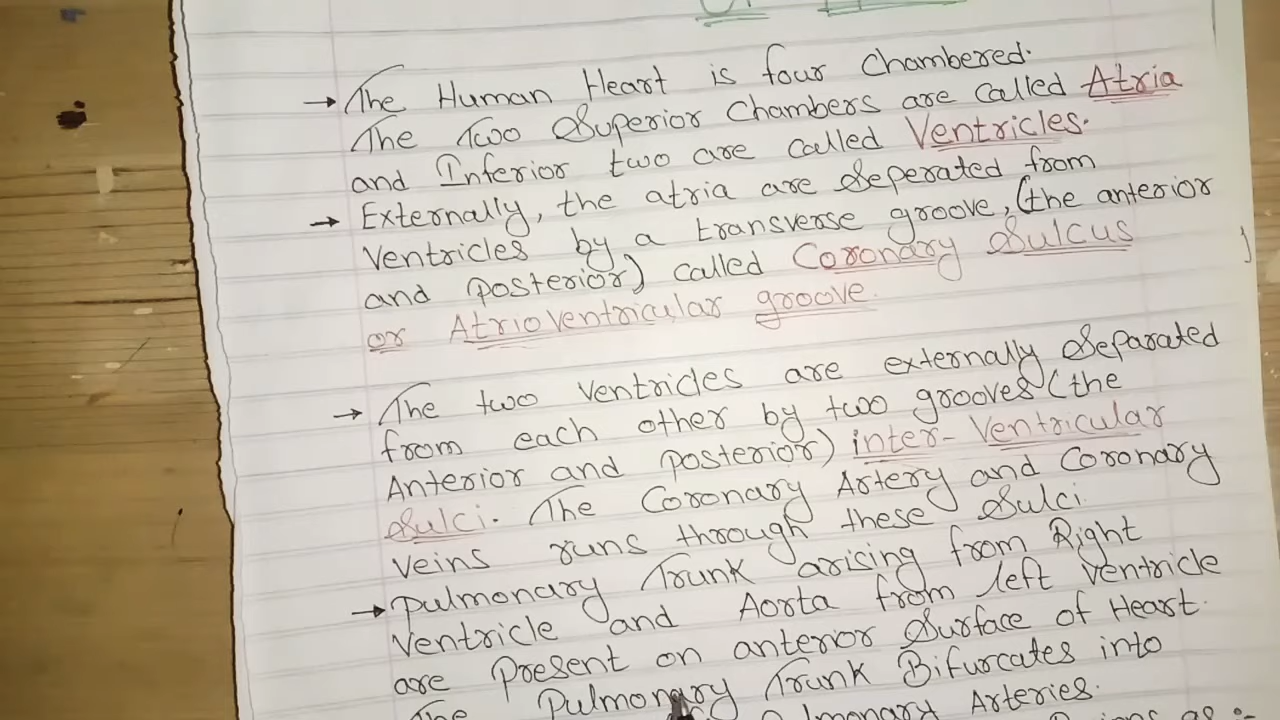 → The Human Heart is four Chambered.
The Two Superior Chambers are called Atria
and Inferior two are called Ventricles.
→ Externally, the atria are Seperated from
Ventricles by a transverse groove, (the anterior
and posterior) called Coronary Sulcus
or Atrioventricular groove.
→ The two Ventricles are externally Separated
from each other by two grooves (the
Anterior and posterior) inter-Ventricular
Sulci. The Coronary Artery and Coronary
Veins runs through these Sulci
→ Pulmonary Trunk arising from Right
Ventricle and Aorta from left Ventricle
are Present on anterior Surface of Heart.
The Pulmonary Trunk Bifurcates into
Pulmonary Arteries.